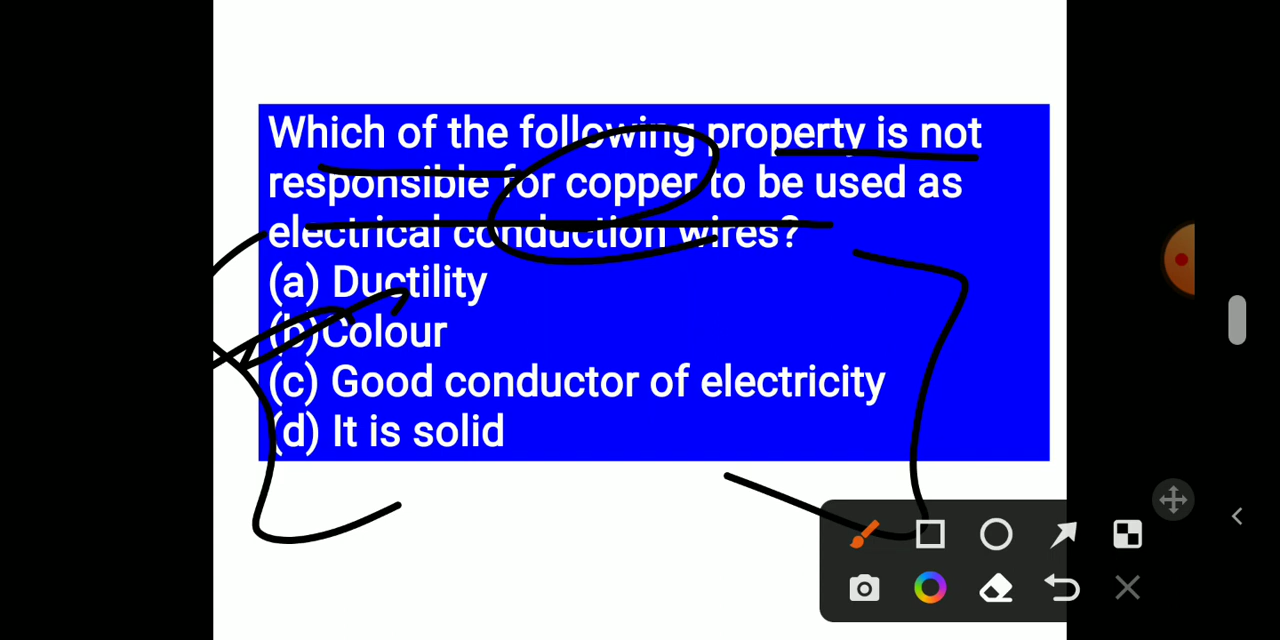 Which of the following property is not
responsible for copper to be used as
electrical conduction wires?
(a) Ductility
(b)Colour
(c) Good conductor of electricity
(d) It is solid